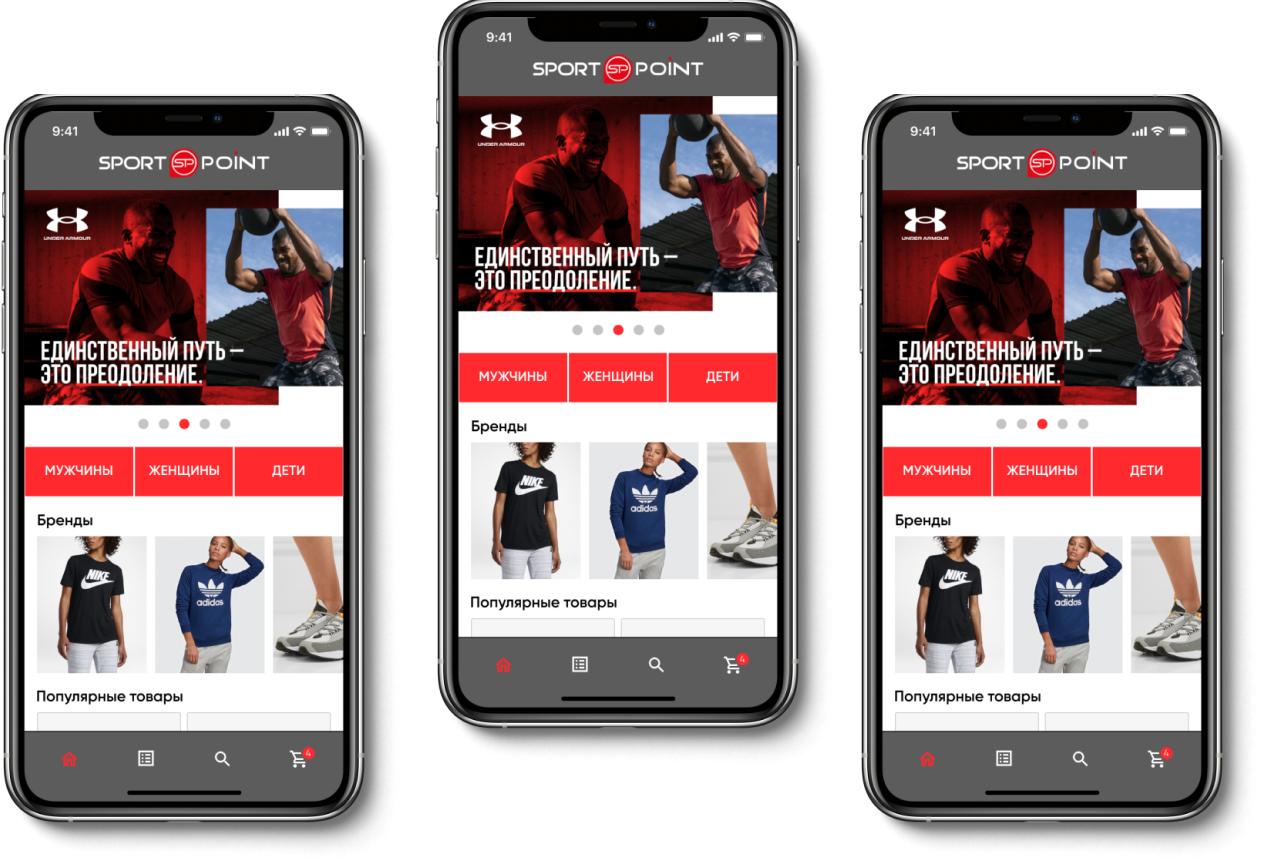 9:41
SPORT SP POINT
UNDER ARMOUR
ЕДИНСТВЕННЫЙ ПУТЬ –
ЭТО ПРЕОДОЛЕНИЕ.
МУЖЧИНЫ ЖЕНЩИНЫ ДЕТИ
Бренды
NIKE
adidas
Популярные товары
4
9:41
SPORT SP POINT
UNDER ARMOUR
ЕДИНСТВЕННЫЙ ПУТЬ –
ЭТО ПРЕОДОЛЕНИЕ.
МУЖЧИНЫ ЖЕНЩИНЫ ДЕТИ
Бренды
NIKE
adidas
Популярные товары
4
9:41
SPORT SP POINT
UNDER ARMOUR
ЕДИНСТВЕННЫЙ ПУТЬ –
ЭТО ПРЕОДОЛЕНИЕ.
МУЖЧИНЫ ЖЕНЩИНЫ ДЕТИ
Бренды
NIKE
adidas
Популярные товары
4